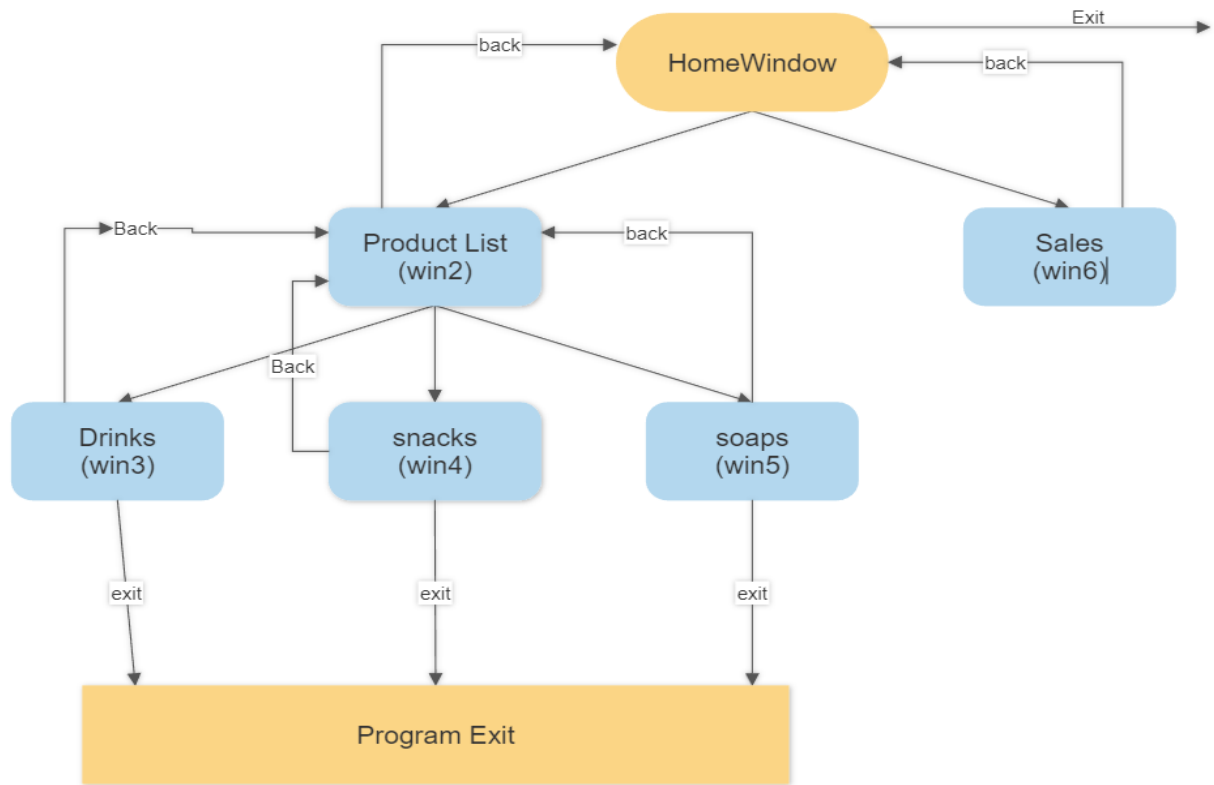 Exit
back
HomeWindow
back
Back
Product List
(win2)
back
Sales
(win6)
Back
Drinks
(win3)
snacks
(win4)
soaps
(win5)
exit
exit
exit
Program Exit